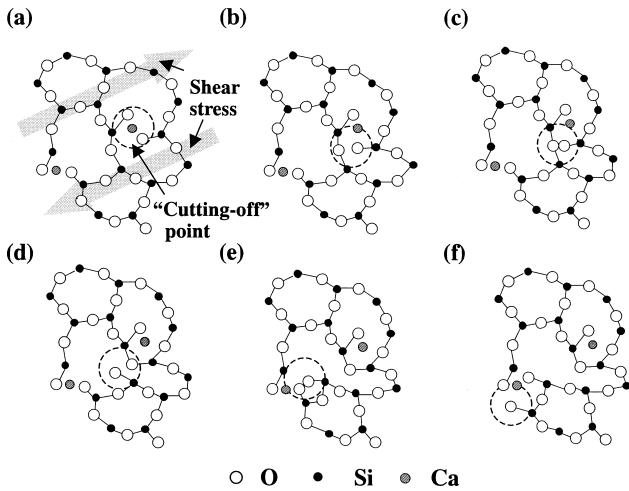 (a)
(b)
(c)
Shear
stress
"Cutting-off"
point
(d)
(e)
(f)
O
Si
Ca